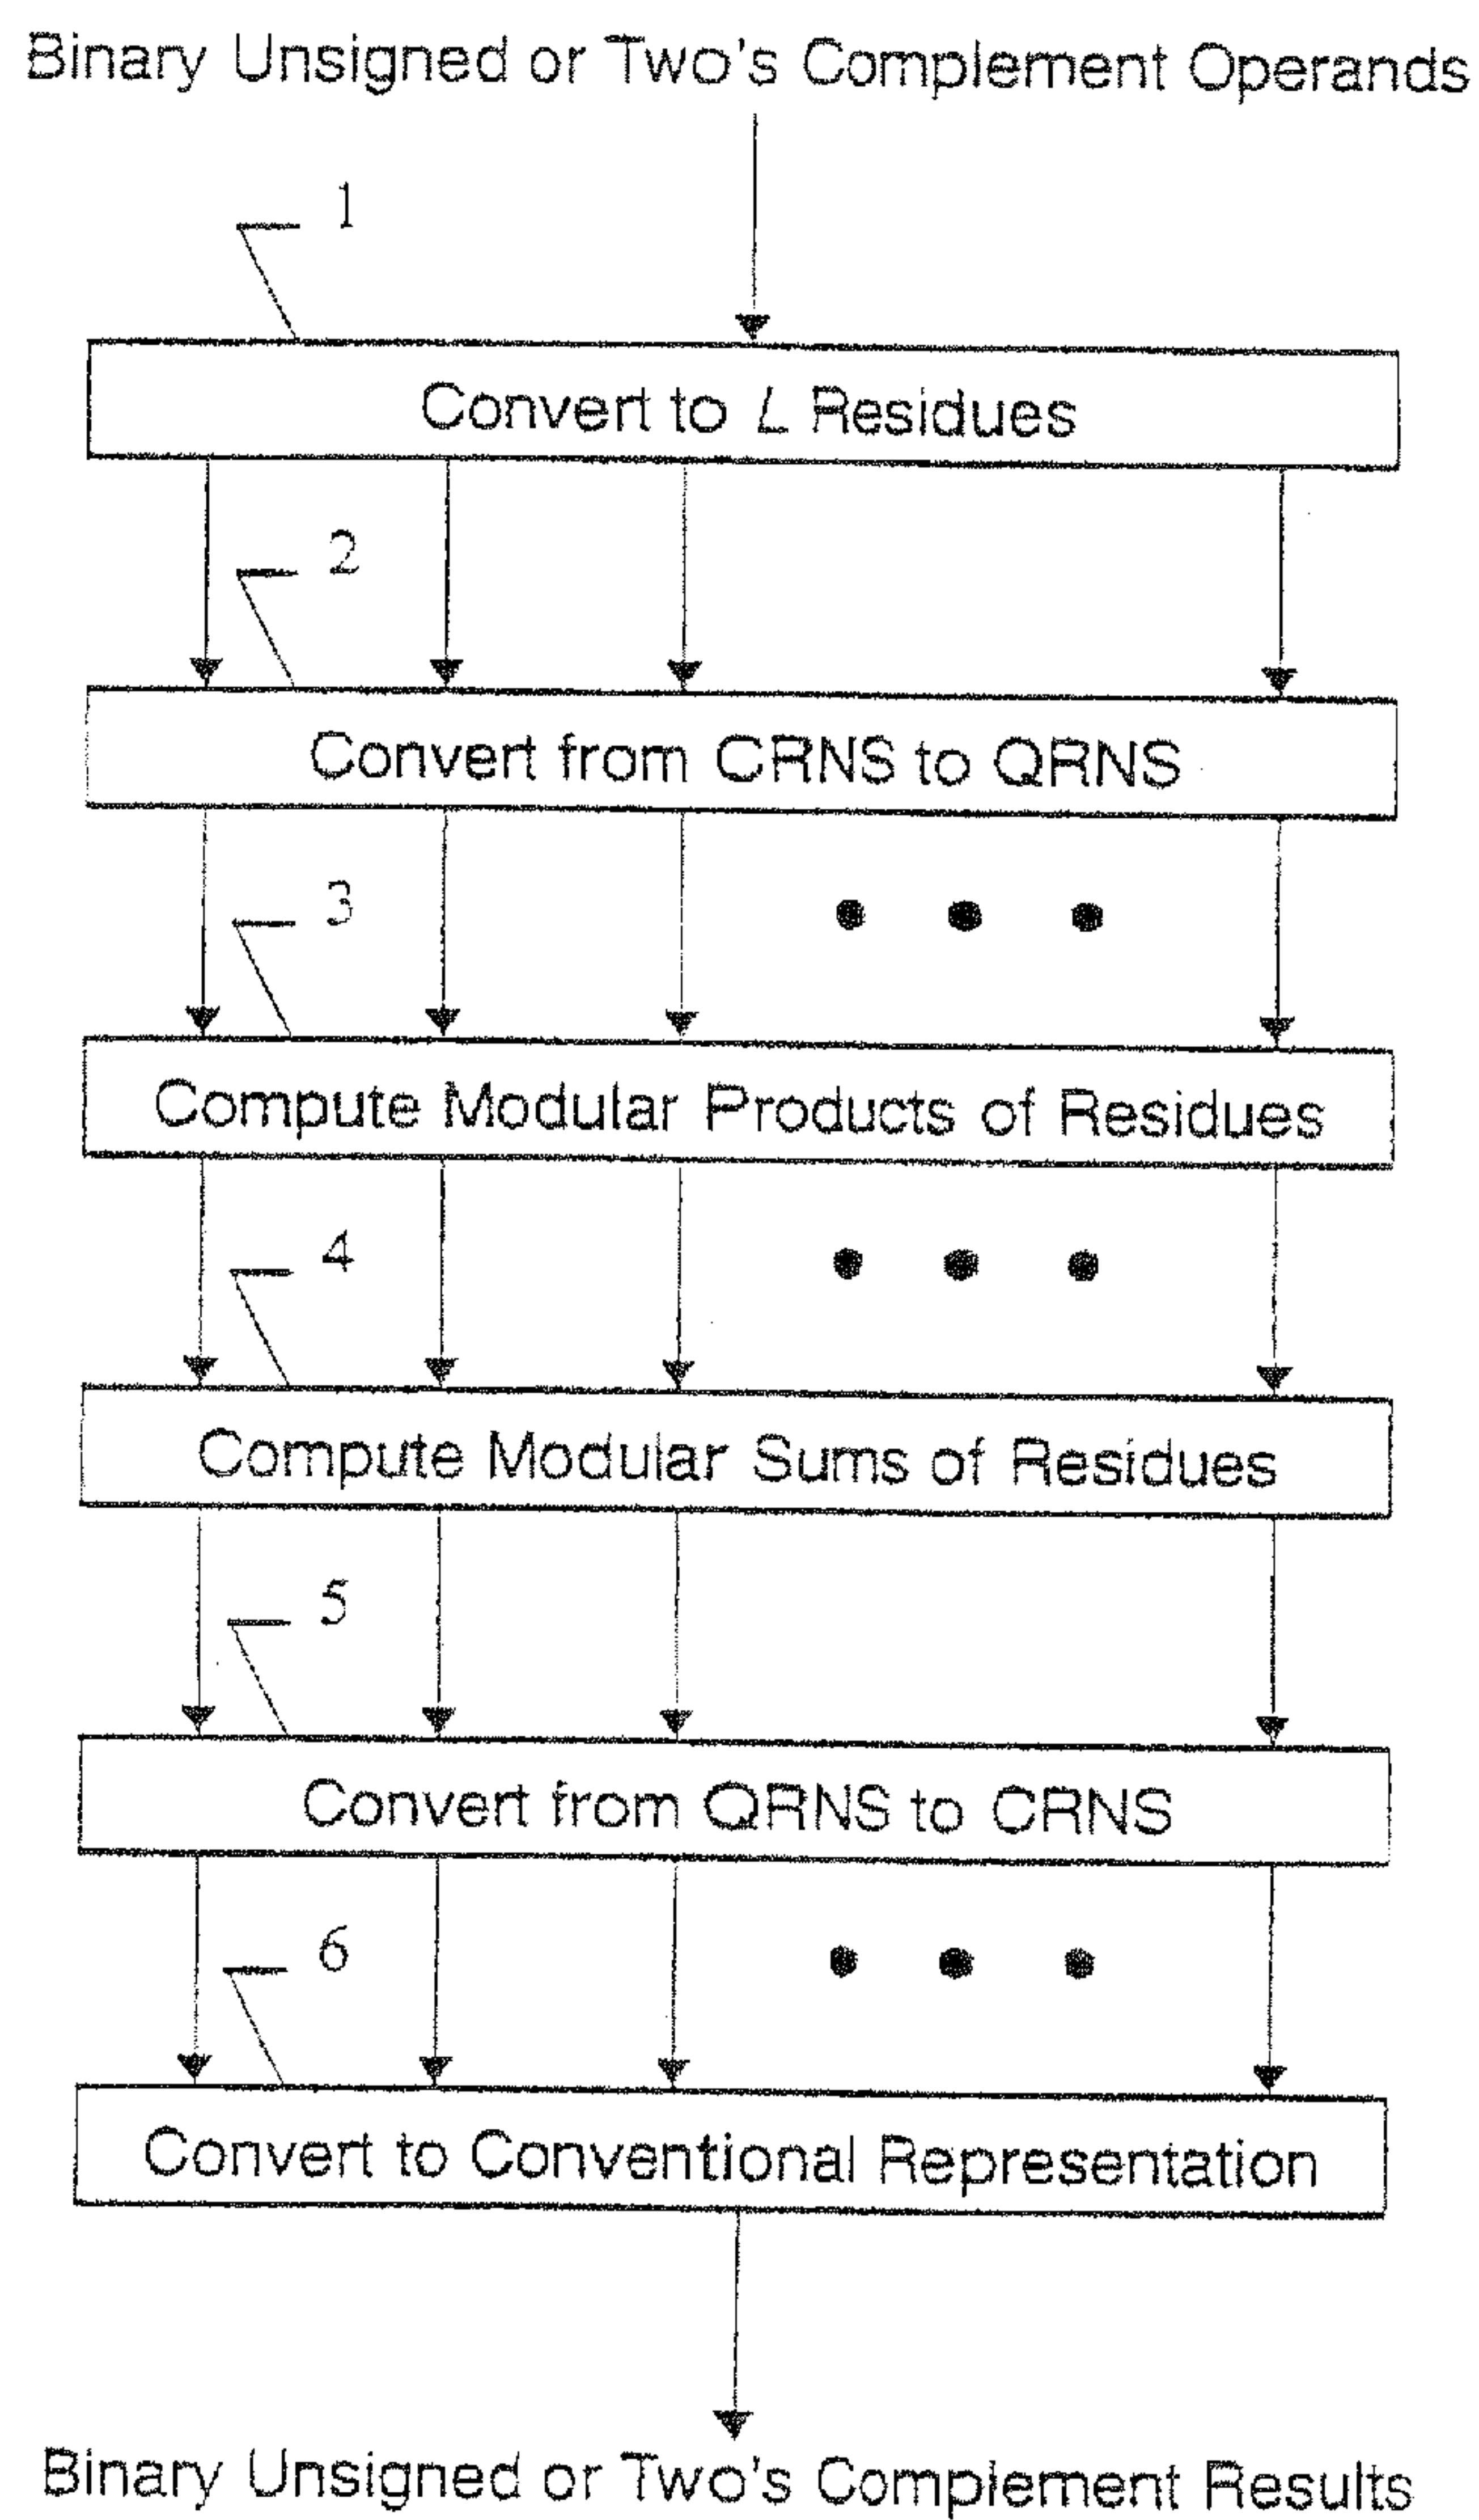 Binary Unsigned or Two's Complement Operands
1
Convert to L Residues
2
Convert from CRNS to QRNS
3
Compute Modular Products of Residues
4
Compute Modular Sums of Residues
5
Convert from QRNS to CRNS
6
Convert to Conventional Representation
Binary Unsigned or Two's Complement Results